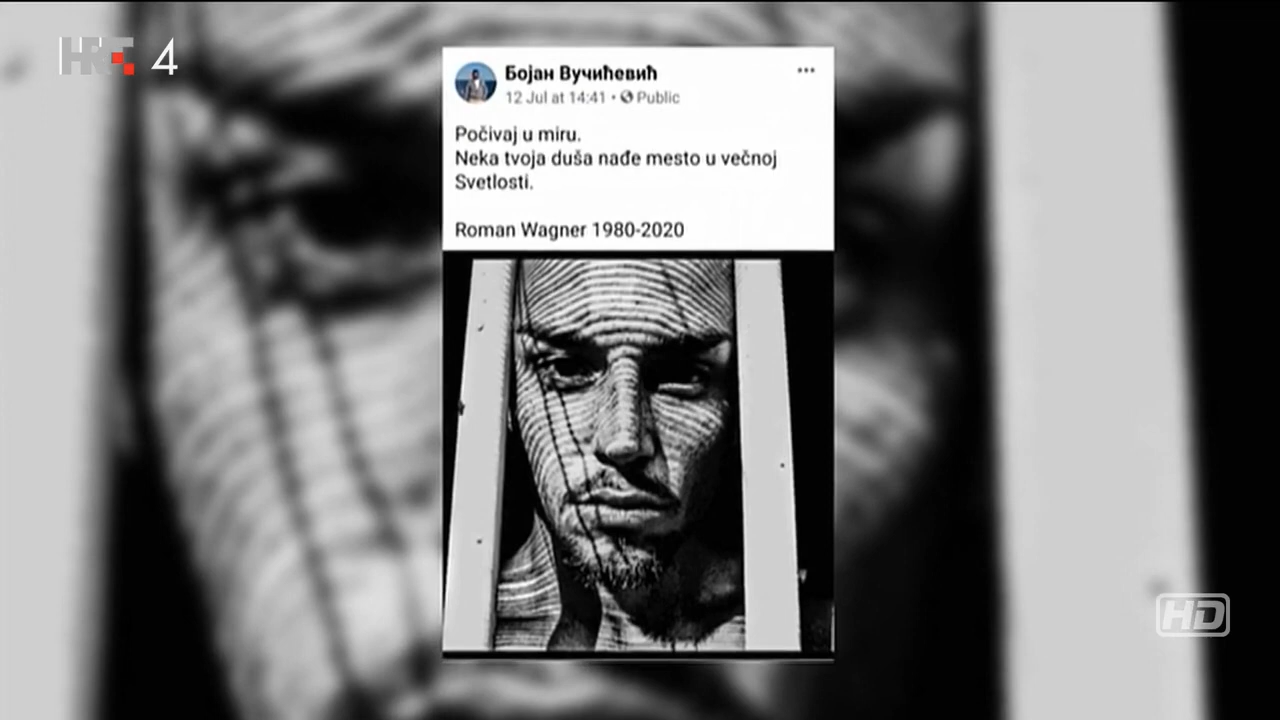 HRT 4
Бојан Вучићевић
12 Jul at 14:41 · Public
Počivaj u miru.
Neka tvoja duša nađe mesto u večnoj
Svetlosti.
Roman Wagner 1980-2020
HD